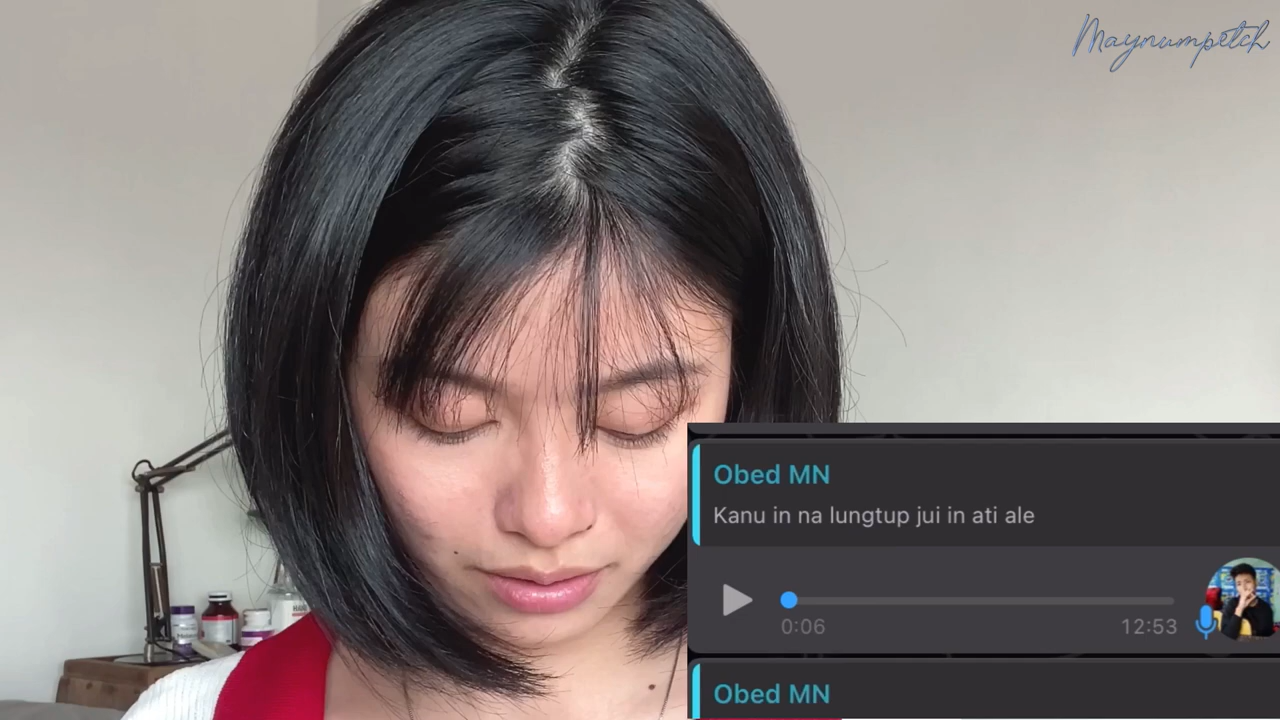 Maynumpetch
Obed MN
Kanu in na lungtup jui in ati ale
0:06
12:53
Obed MN